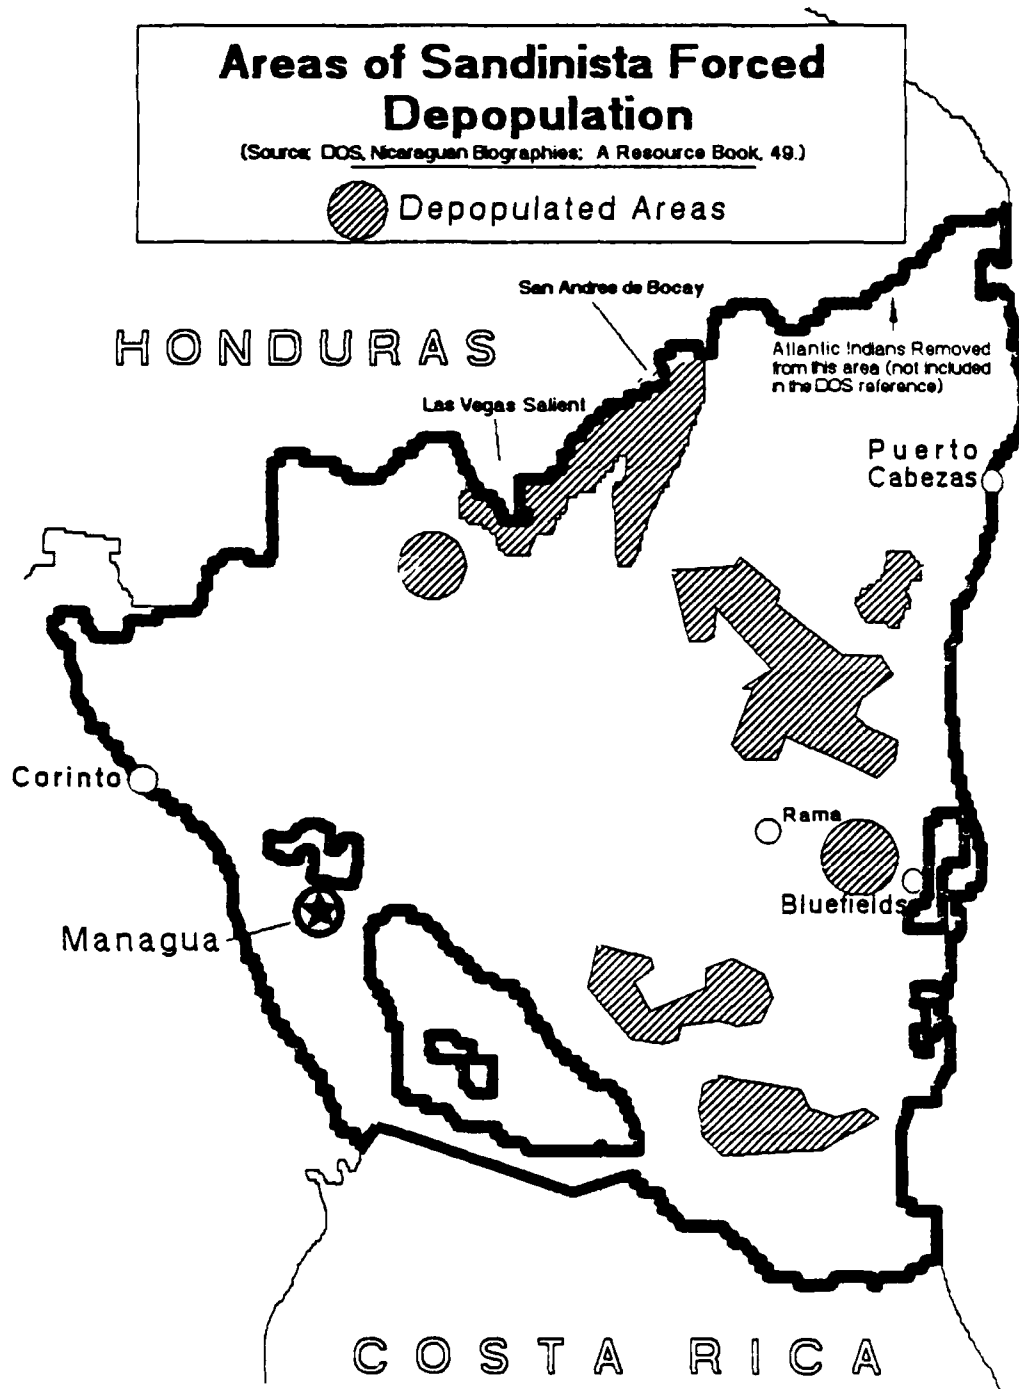 Areas of Sandinista Forced
Depopulation
(Source: DOS, Nicaraguan Biographies: A Resource Book, 49.)
Depopulated Areas
San Andres de Bocay
HONDURAS
Atlantic Indians Removed
from this area (not included
in the DOS reference)
Las Vegas Salient
Puerto
Cabezas
Corinto
Rama
Bluefields
Managua
COSTA RICA